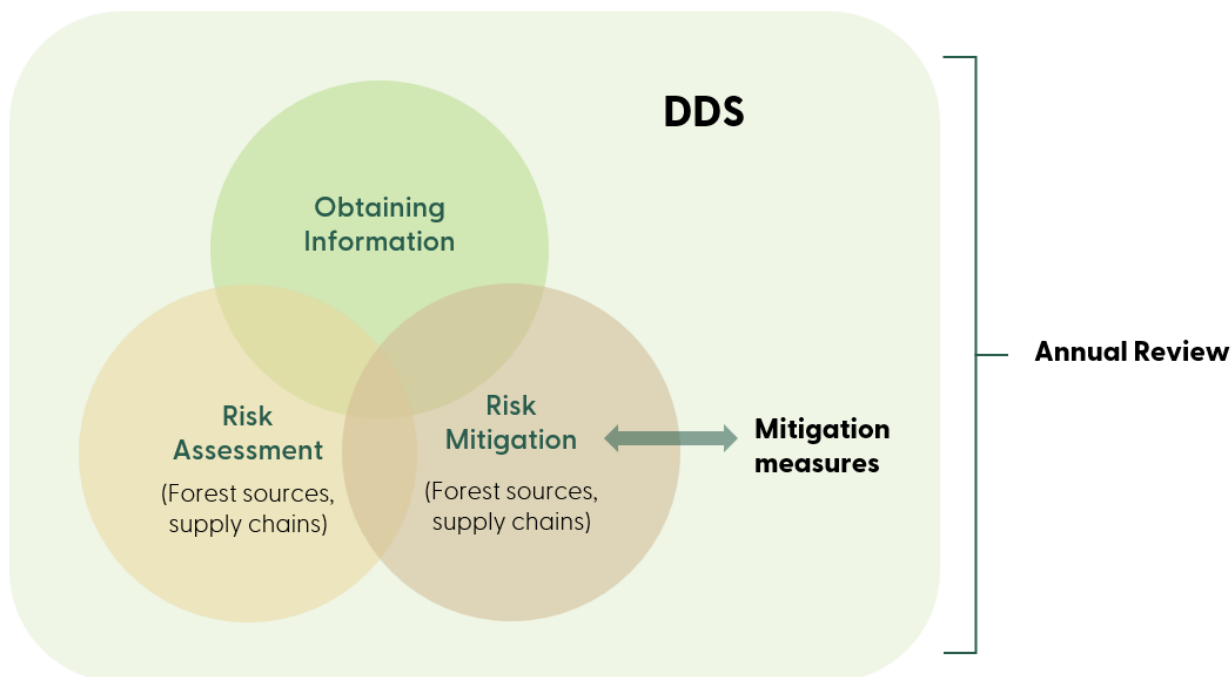 DDS
Obtaining
Information
Risk
Assessment
(Forest sources,
supply chains)
Risk
Mitigation
(Forest sources,
supply chains)
Mitigation
measures
Annual Review